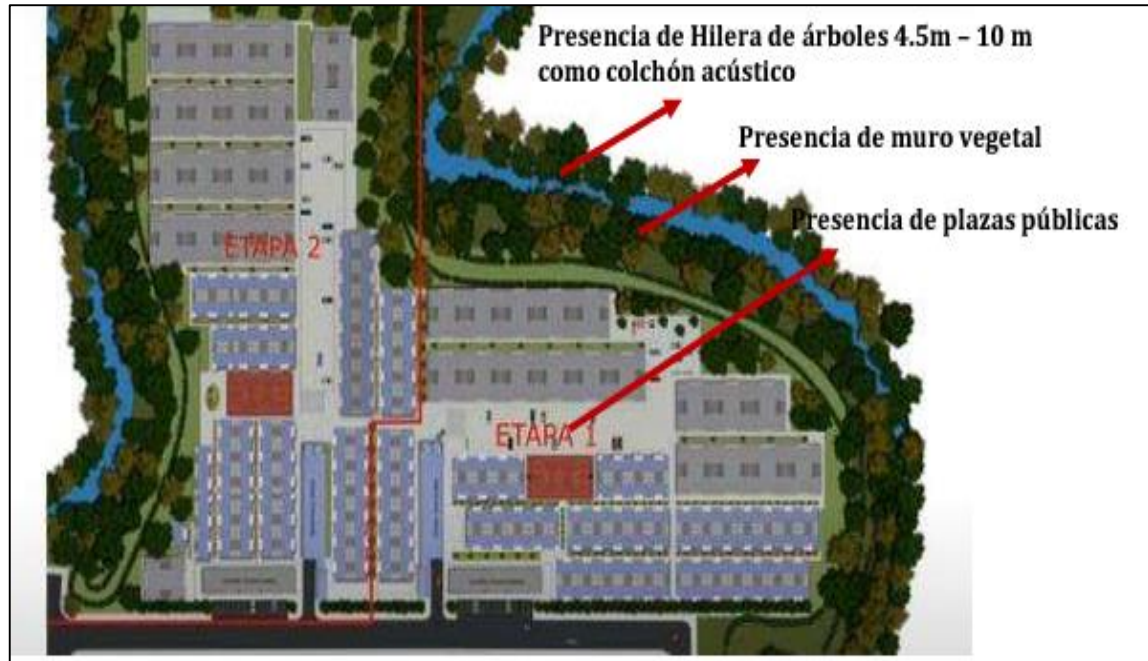 Presencia de Hilera de árboles 4.5m – 10 m
como colchón acústico
Presencia de muro vegetal
Presencia de plazas públicas
ETAPA 2
ETAPA 1